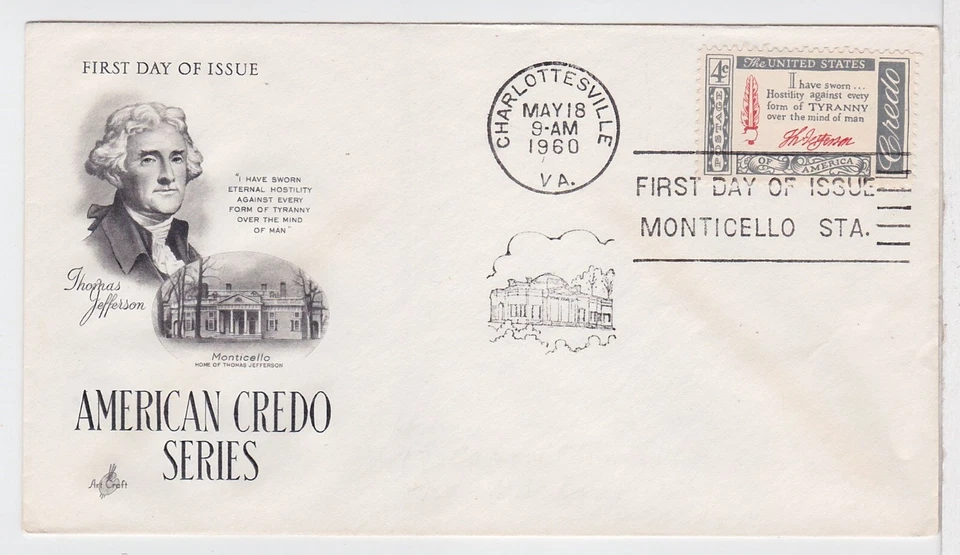 FIRST DAY OF ISSUE
"I HAVE SWORN
ETERNAL HOSTILITY
AGAINST EVERY
FORM OF TYRANNY
OVER THE MIND
OF MAN"
Thomas
Jefferson
Monticello
HOME OF THOMAS JEFFERSON
AMERICAN CREDO
SERIES
Art Craft
CHARLOTTESVILLE
MAY 18
9-AM
1960
VA.
The UNITED STATES
4c
POSTAGE
I have sworn ...
Hostility against every
form of TYRANNY
over the mind of man
Th Jefferson
OF AMERICA
Credo
FIRST DAY OF ISSUE
MONTICELLO STA.